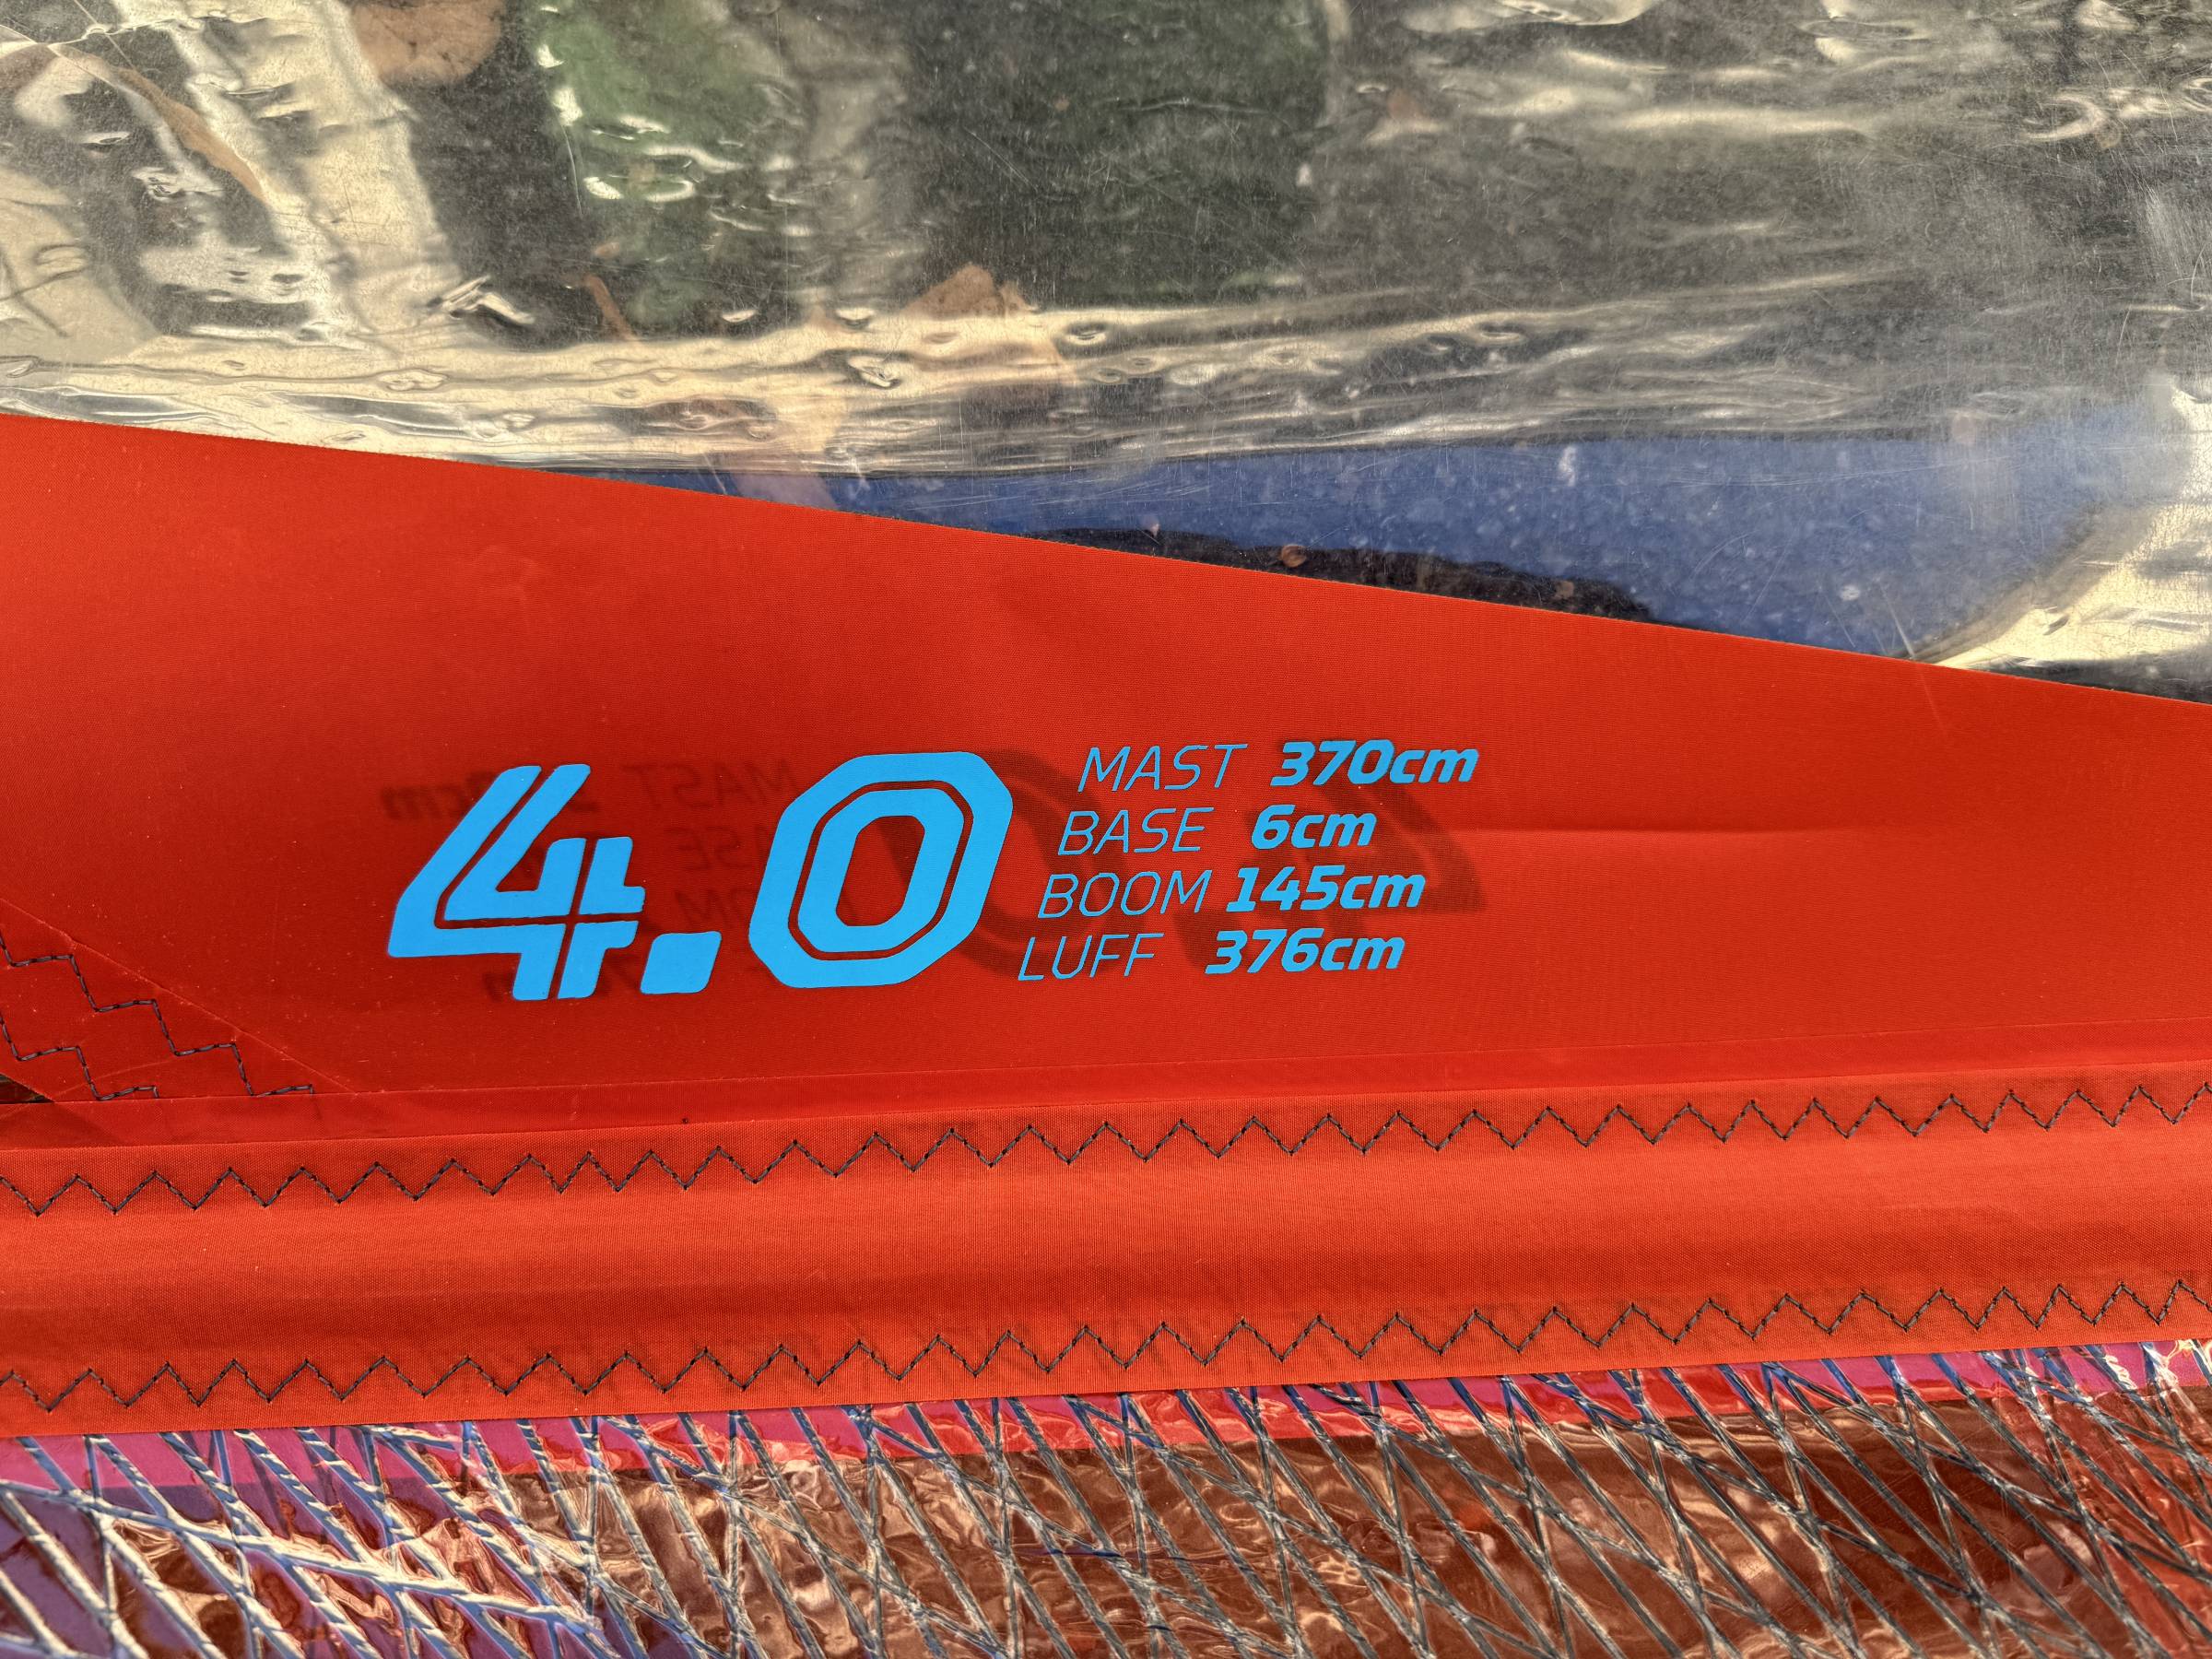 4.0
MAST 370cm
BASE 6cm
BOOM 145cm
LUFF 376cm